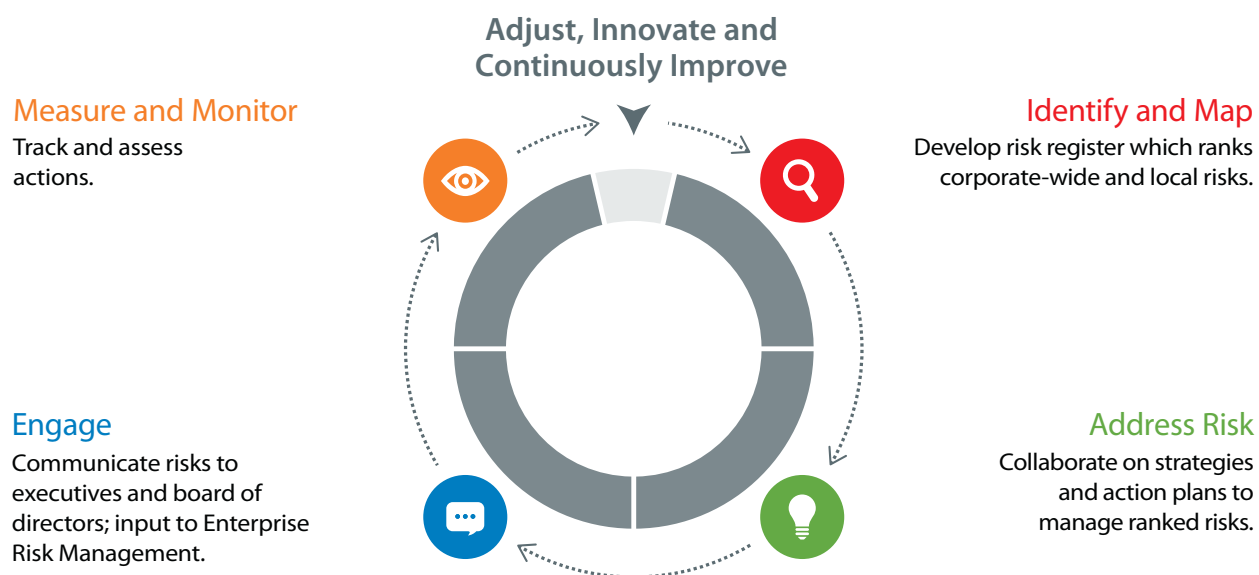 Adjust, Innovate and
Continuously Improve
Measure and Monitor
Track and assess
actions.
Identify and Map
Develop risk register which ranks
corporate-wide and local risks.
Engage
Communicate risks to
executives and board of
directors; input to Enterprise
Risk Management.
Address Risk
Collaborate on strategies
and action plans to
manage ranked risks.